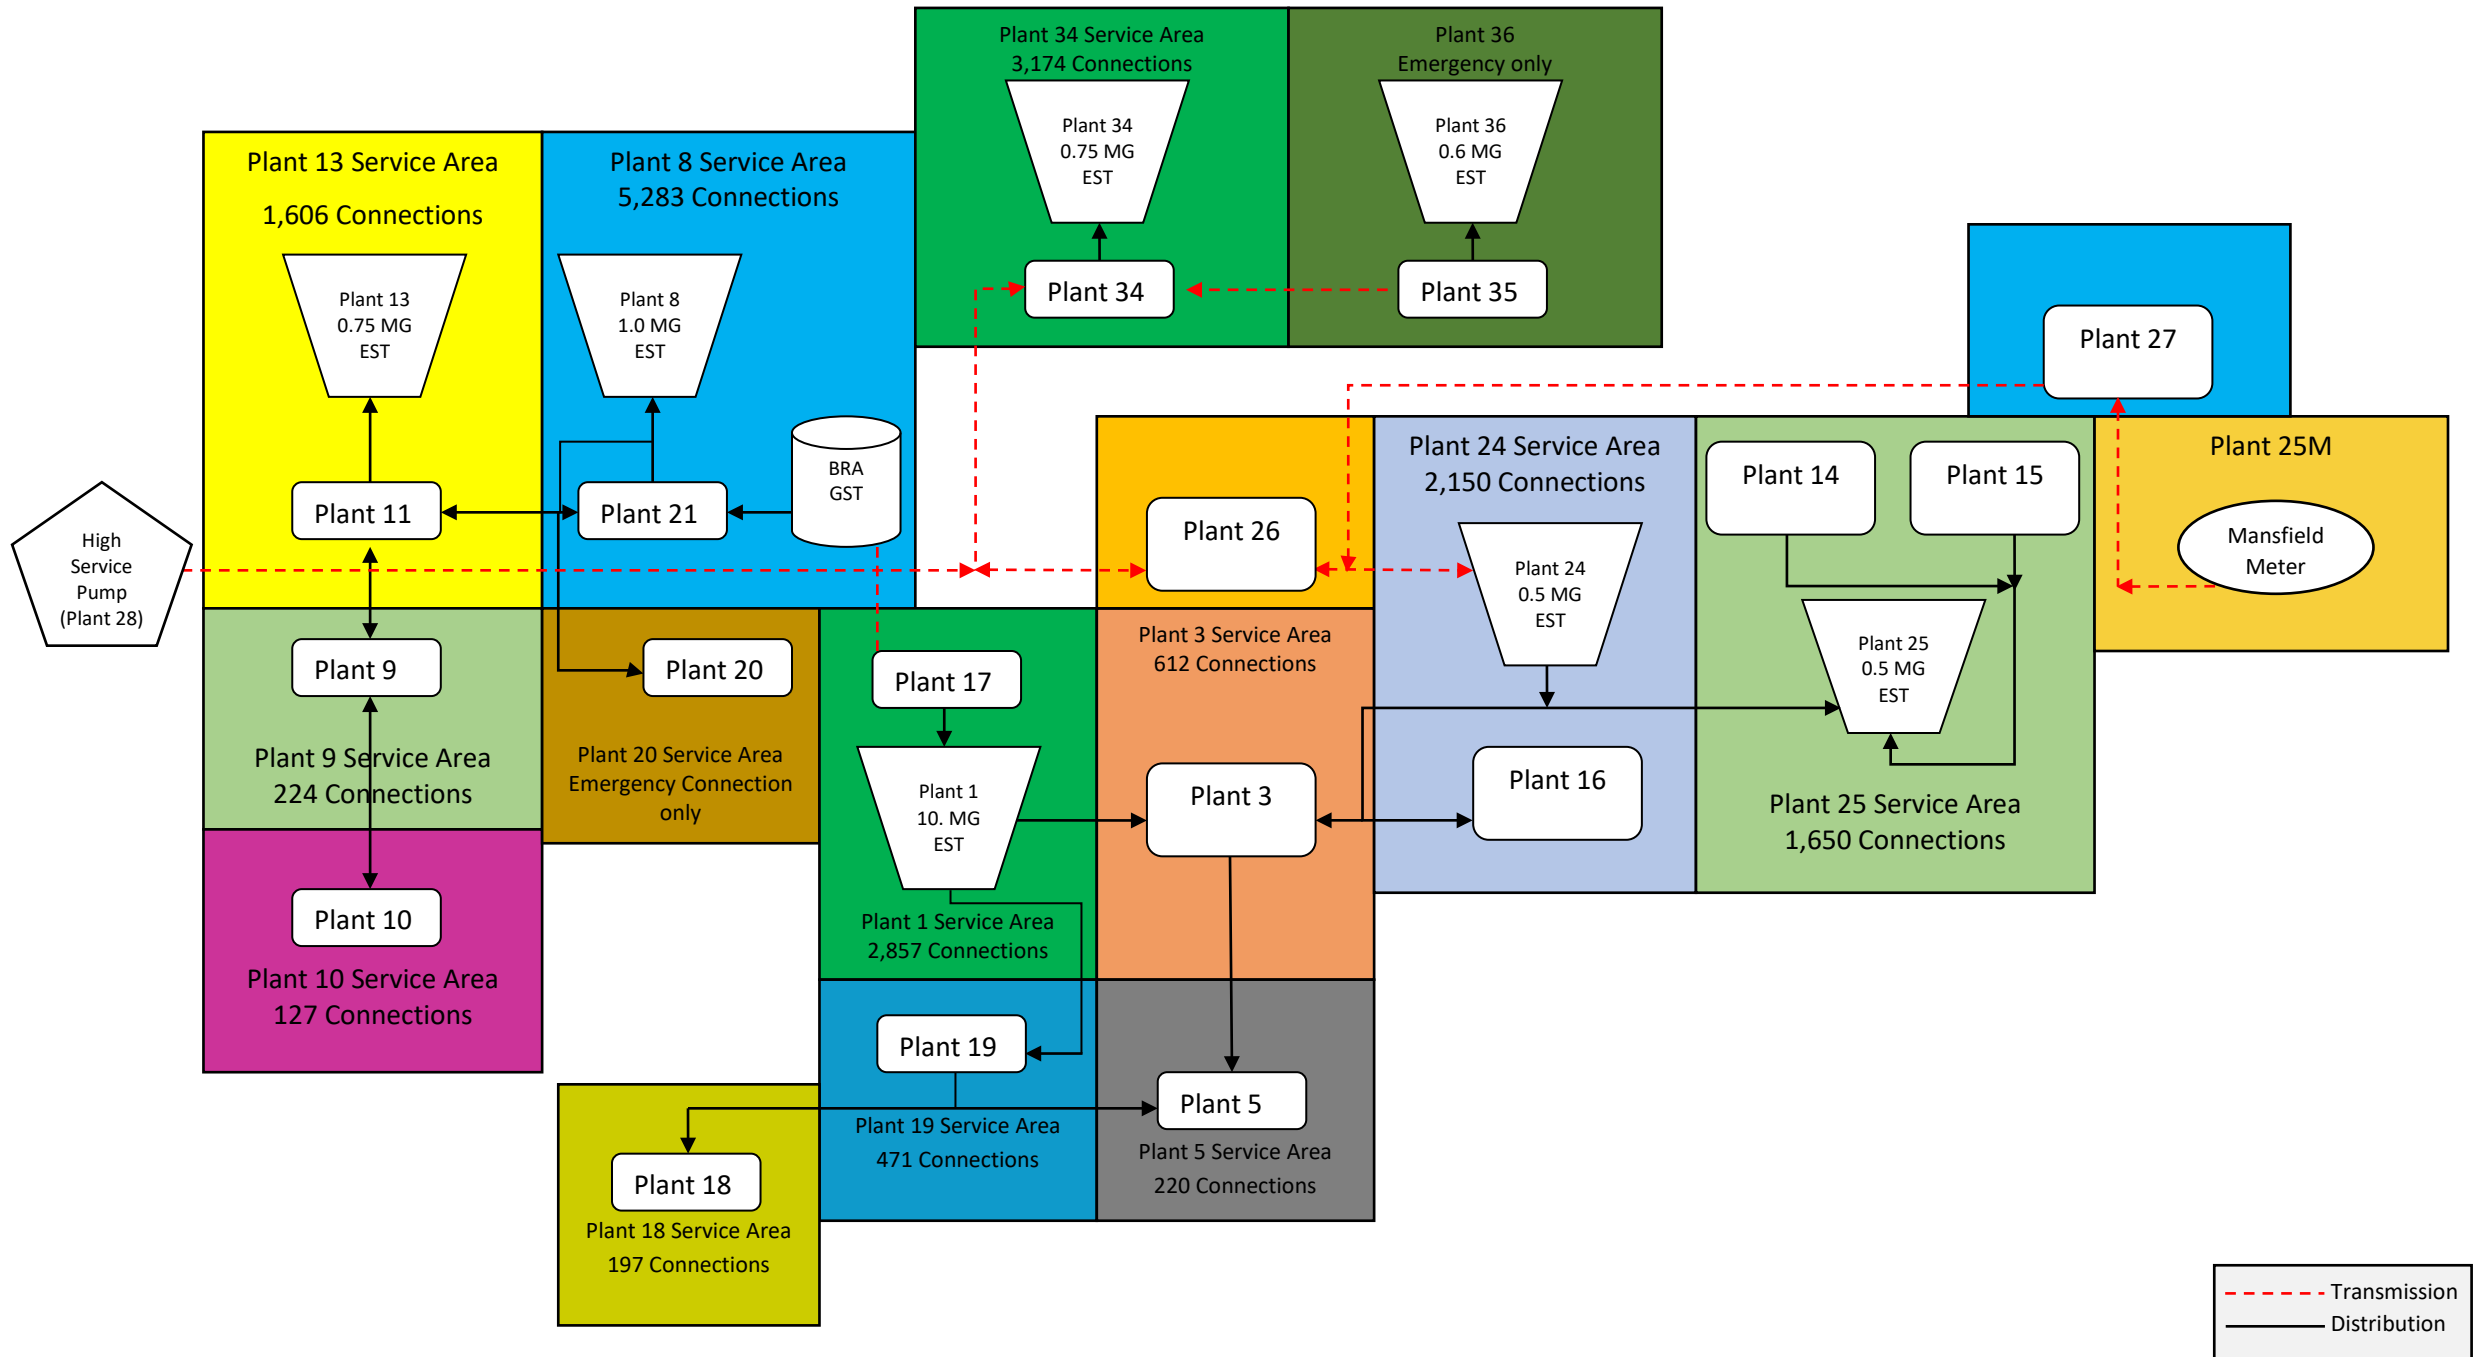 Plant 34 Service Area
3,174 Connections
Plant 34
0.75 MG
EST
Plant 34
Plant 36
Emergency only
Plant 36
0.6 MG
EST
Plant 35
Plant 13 Service Area
1,606 Connections
Plant 13
0.75 MG
EST
Plant 11
Plant 8 Service Area
5,283 Connections
Plant 8
1.0 MG
EST
Plant 21
BRA
GST
Plant 27
Plant 26
Plant 24 Service Area
2,150 Connections
Plant 24
0.5 MG
EST
Plant 16
Plant 14
Plant 15
Plant 25
0.5 MG
EST
Plant 25 Service Area
1,650 Connections
Plant 25M
Mansfield
Meter
High
Service
Pump
(Plant 28)
Plant 9
Plant 9 Service Area
224 Connections
Plant 20
Plant 20 Service Area
Emergency Connection
only
Plant 17
Plant 1
10. MG
EST
Plant 1 Service Area
2,857 Connections
Plant 3 Service Area
612 Connections
Plant 3
Plant 10
Plant 10 Service Area
127 Connections
Plant 19
Plant 19 Service Area
471 Connections
Plant 5
Plant 5 Service Area
220 Connections
Plant 18
Plant 18 Service Area
197 Connections
Transmission
Distribution